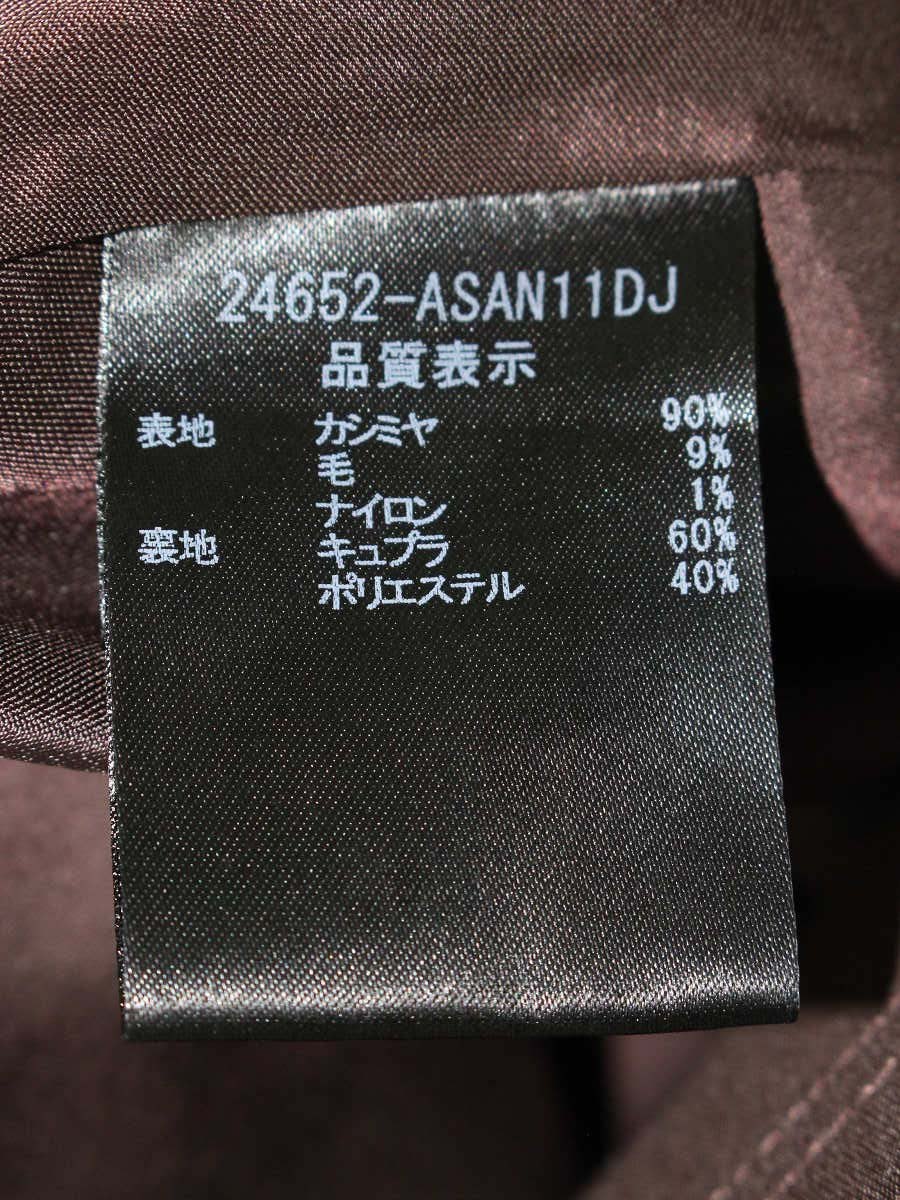 24652-ASAN11DJ
品質表示
表地 カシミヤ 90%
毛 9%
ナイロン 1%
裏地 キュプラ 60%
ポリエステル 40%